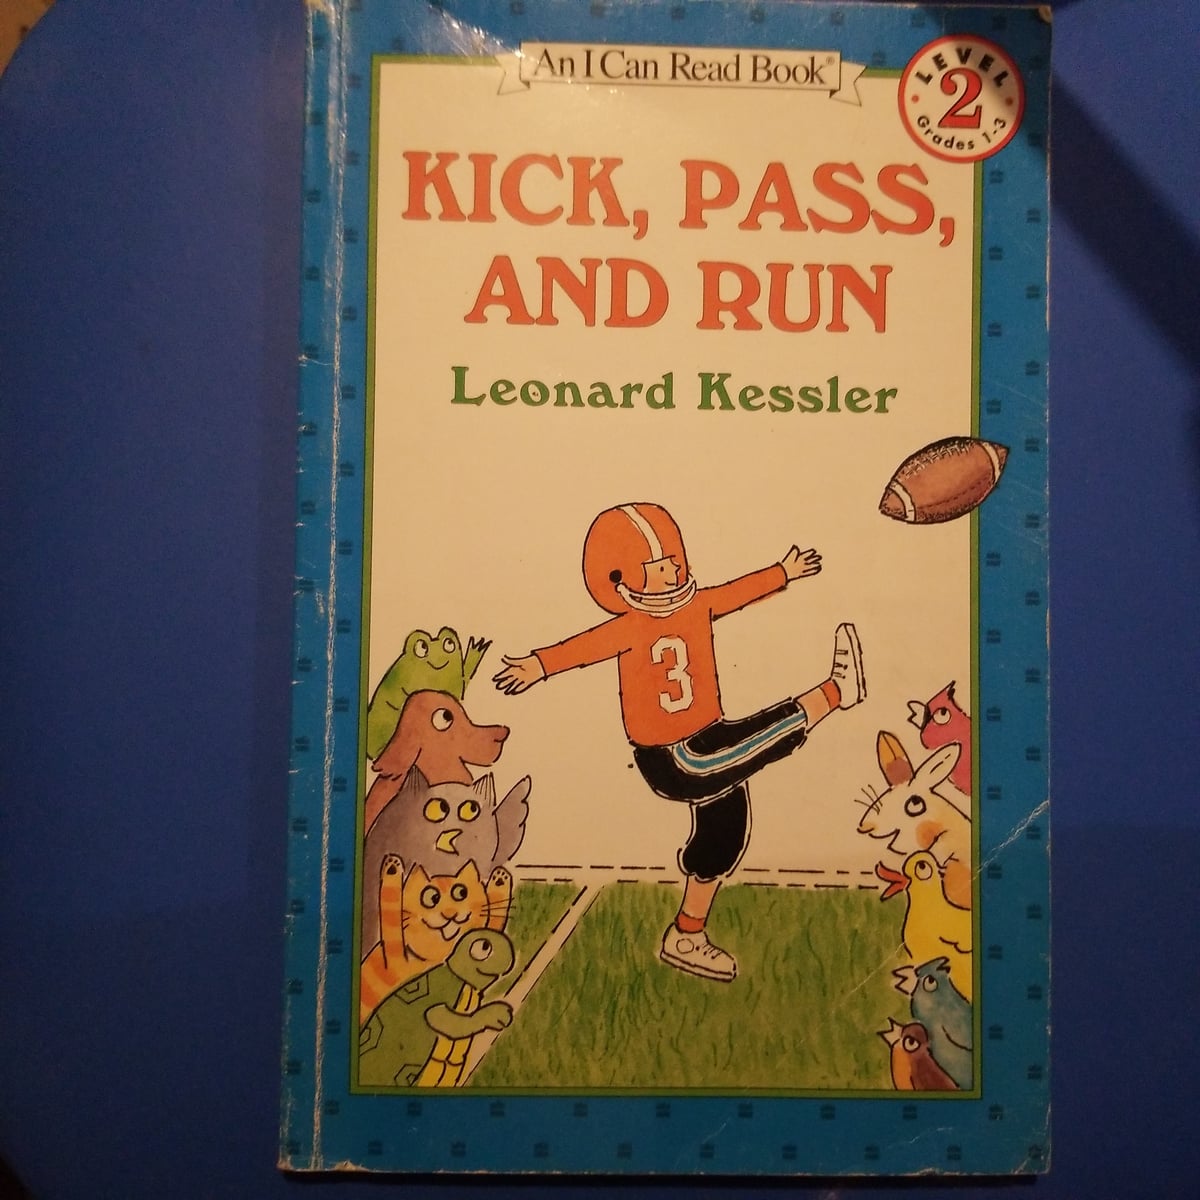 An I Can Read Book®
LEVEL
2
Grades 1-3
KICK, PASS,
AND RUN
Leonard Kessler
3